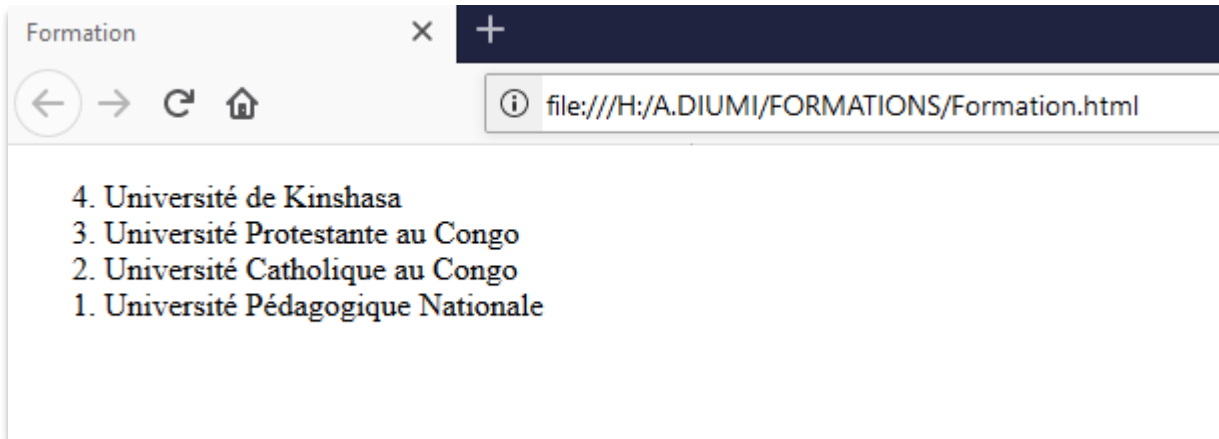 Formation
file:///H:/A.DIUMI/FORMATIONS/Formation.html
4. Université de Kinshasa
3. Université Protestante au Congo
2. Université Catholique au Congo
1. Université Pédagogique Nationale